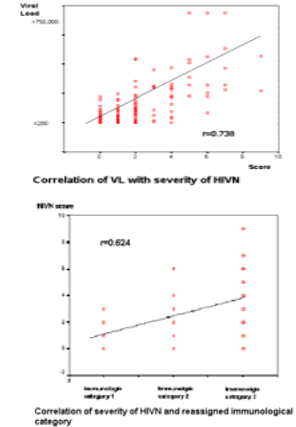 Viral
Load
>750,000
<200
r=0.738
0 2 4 6 8 10
Score
Correlation of VL with severity of HIVN
HIVN score
10
8
6
4
2
0
-2
r=0.624
Immunologic Immunologic Immunologic
category 1 category 2 category 3
Correlation of severity of HIVN and reassigned immunological
category